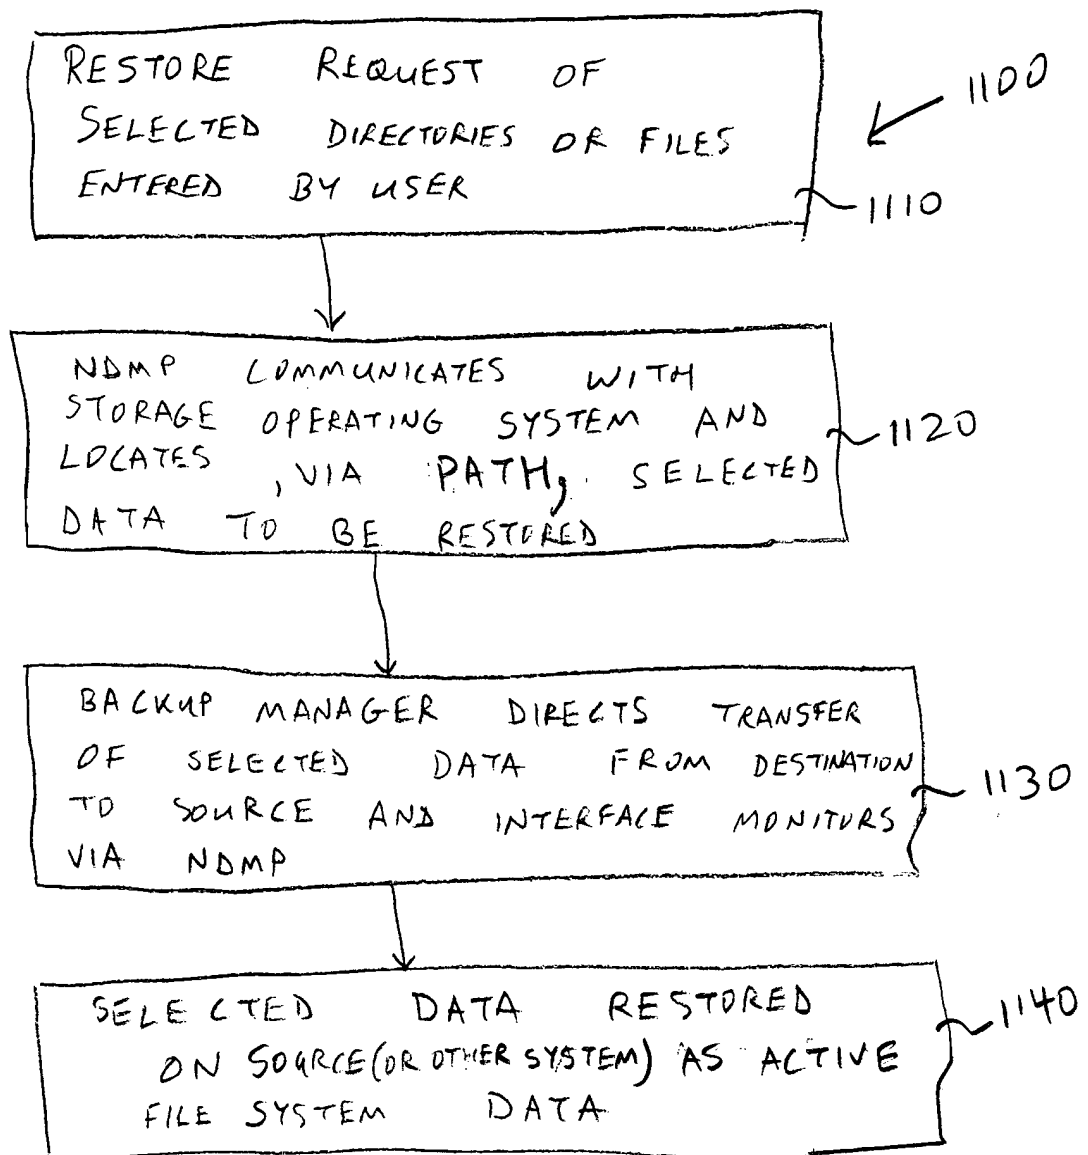 RESTORE REQUEST OF
SELECTED DIRECTORIES OR FILES
ENTERED BY USER
1100
1110
NDMP COMMUNICATES WITH
STORAGE OPERATING SYSTEM AND
LOCATES , VIA PATH, SELECTED
DATA TO BE RESTORED
1120
BACKUP MANAGER DIRECTS TRANSFER
OF SELECTED DATA FROM DESTINATION
TO SOURCE AND INTERFACE MONITORS
VIA NDMP
1130
SELECTED DATA RESTORED
ON SOURCE (OR OTHER SYSTEM) AS ACTIVE
FILE SYSTEM DATA
1140